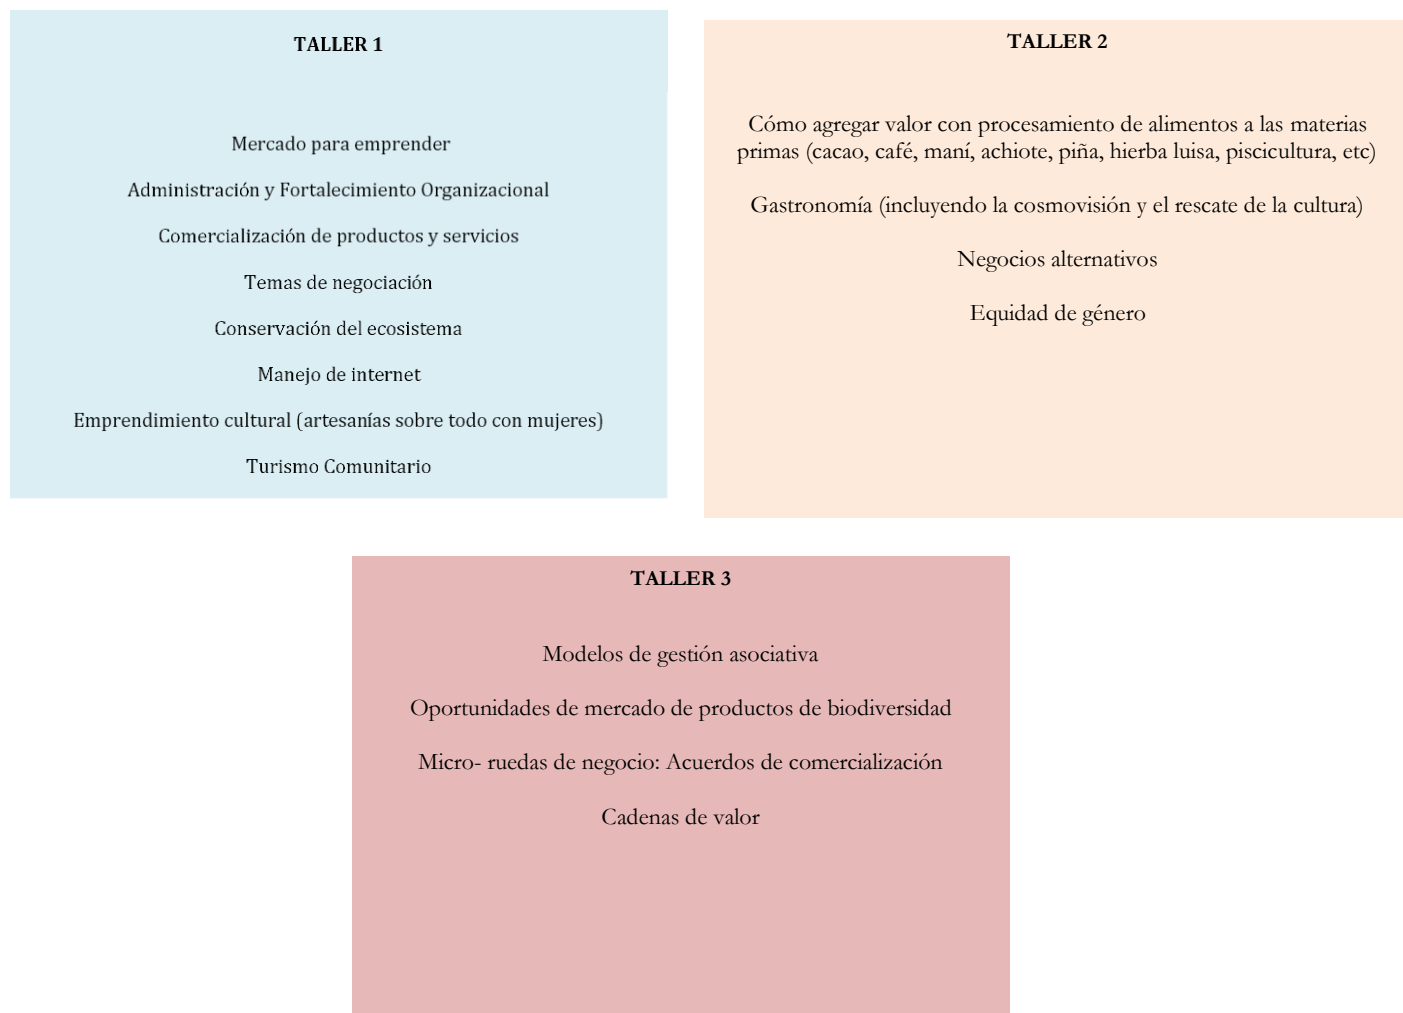 TALLER 1
Mercado para emprender
Administración y Fortalecimiento Organizacional
Comercialización de productos y servicios
Temas de negociación
Conservación del ecosistema
Manejo de internet
Emprendimiento cultural (artesanías sobre todo con mujeres)
Turismo Comunitario
TALLER 2
Cómo agregar valor con procesamiento de alimentos a las materias
primas (cacao, café, maní, achiote, piña, hierba luisa, piscicultura, etc)
Gastronomía (incluyendo la cosmovisión y el rescate de la cultura)
Negocios alternativos
Equidad de género
TALLER 3
Modelos de gestión asociativa
Oportunidades de mercado de productos de biodiversidad
Micro- ruedas de negocio: Acuerdos de comercialización
Cadenas de valor